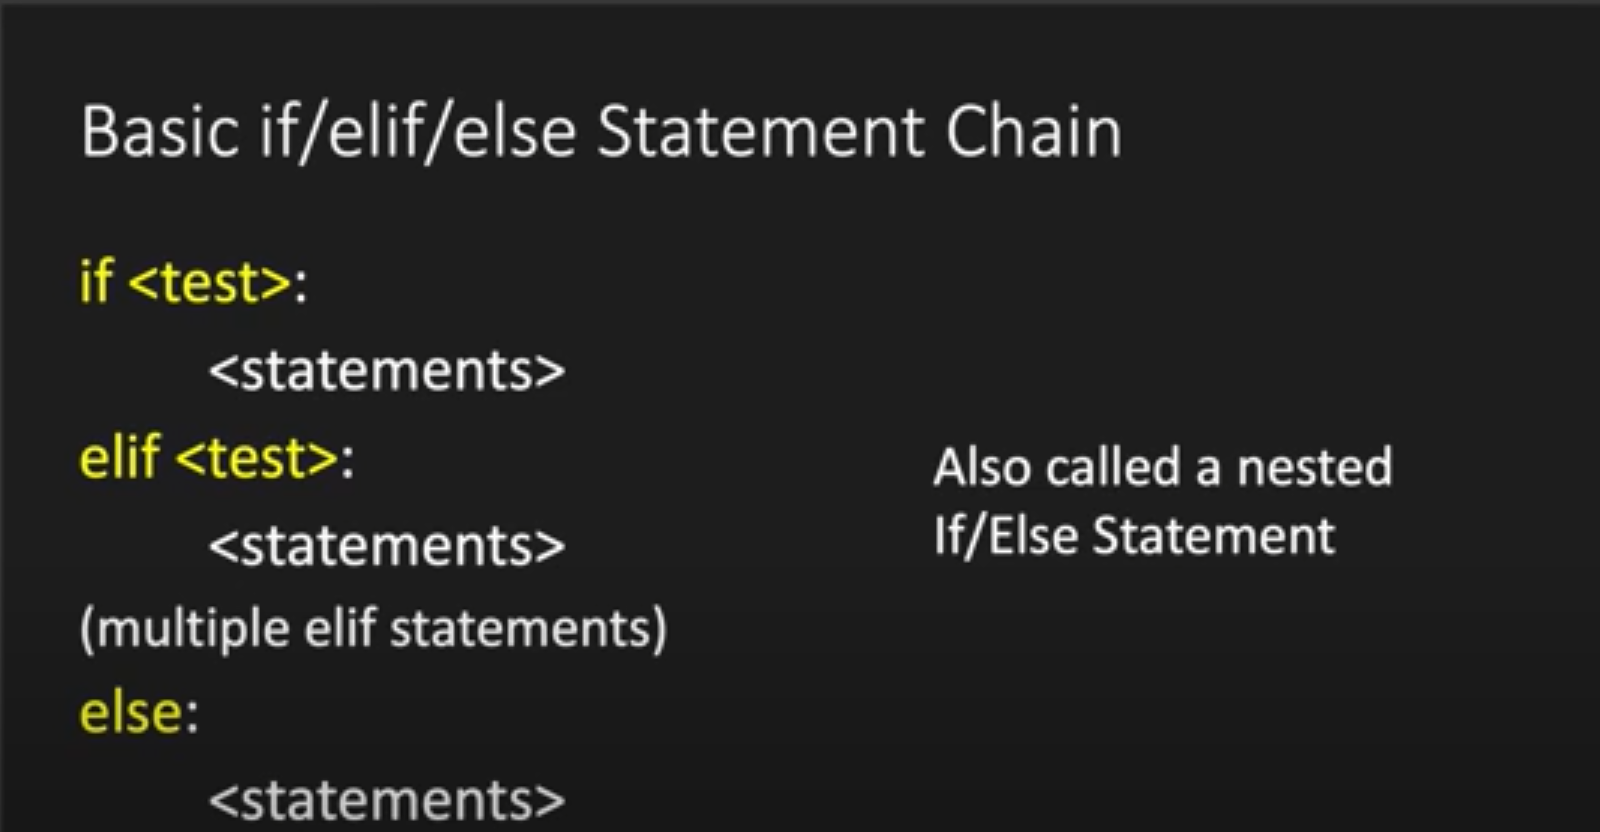 Basic if/elif/else Statement Chain
if <test>:
<statements>
elif <test>:
<statements>
(multiple elif statements)
else:
<statements>
Also called a nested
If/Else Statement